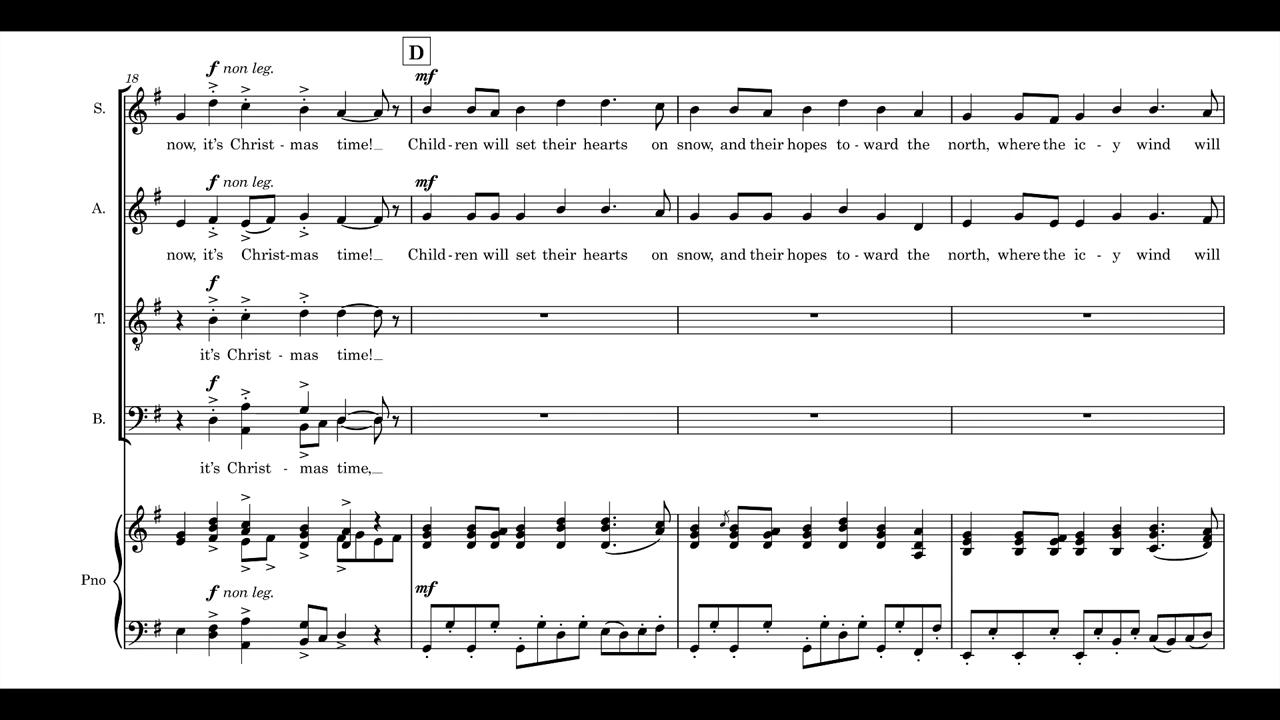 D
18
f non leg.
mf
S.
now, it's Christ - mas time!_ Child - ren will set their hearts on snow, and their hopes to - ward the north, where the ic - y wind will
f non leg.
mf
A.
now, it's Christ-mas time!_ Child - ren will set their hearts on snow, and their hopes to - ward the north, where the ic - y wind will
f
T.
it's Christ - mas time!_
f
B.
it's Christ - mas time,_
Pno
f non leg.
mf